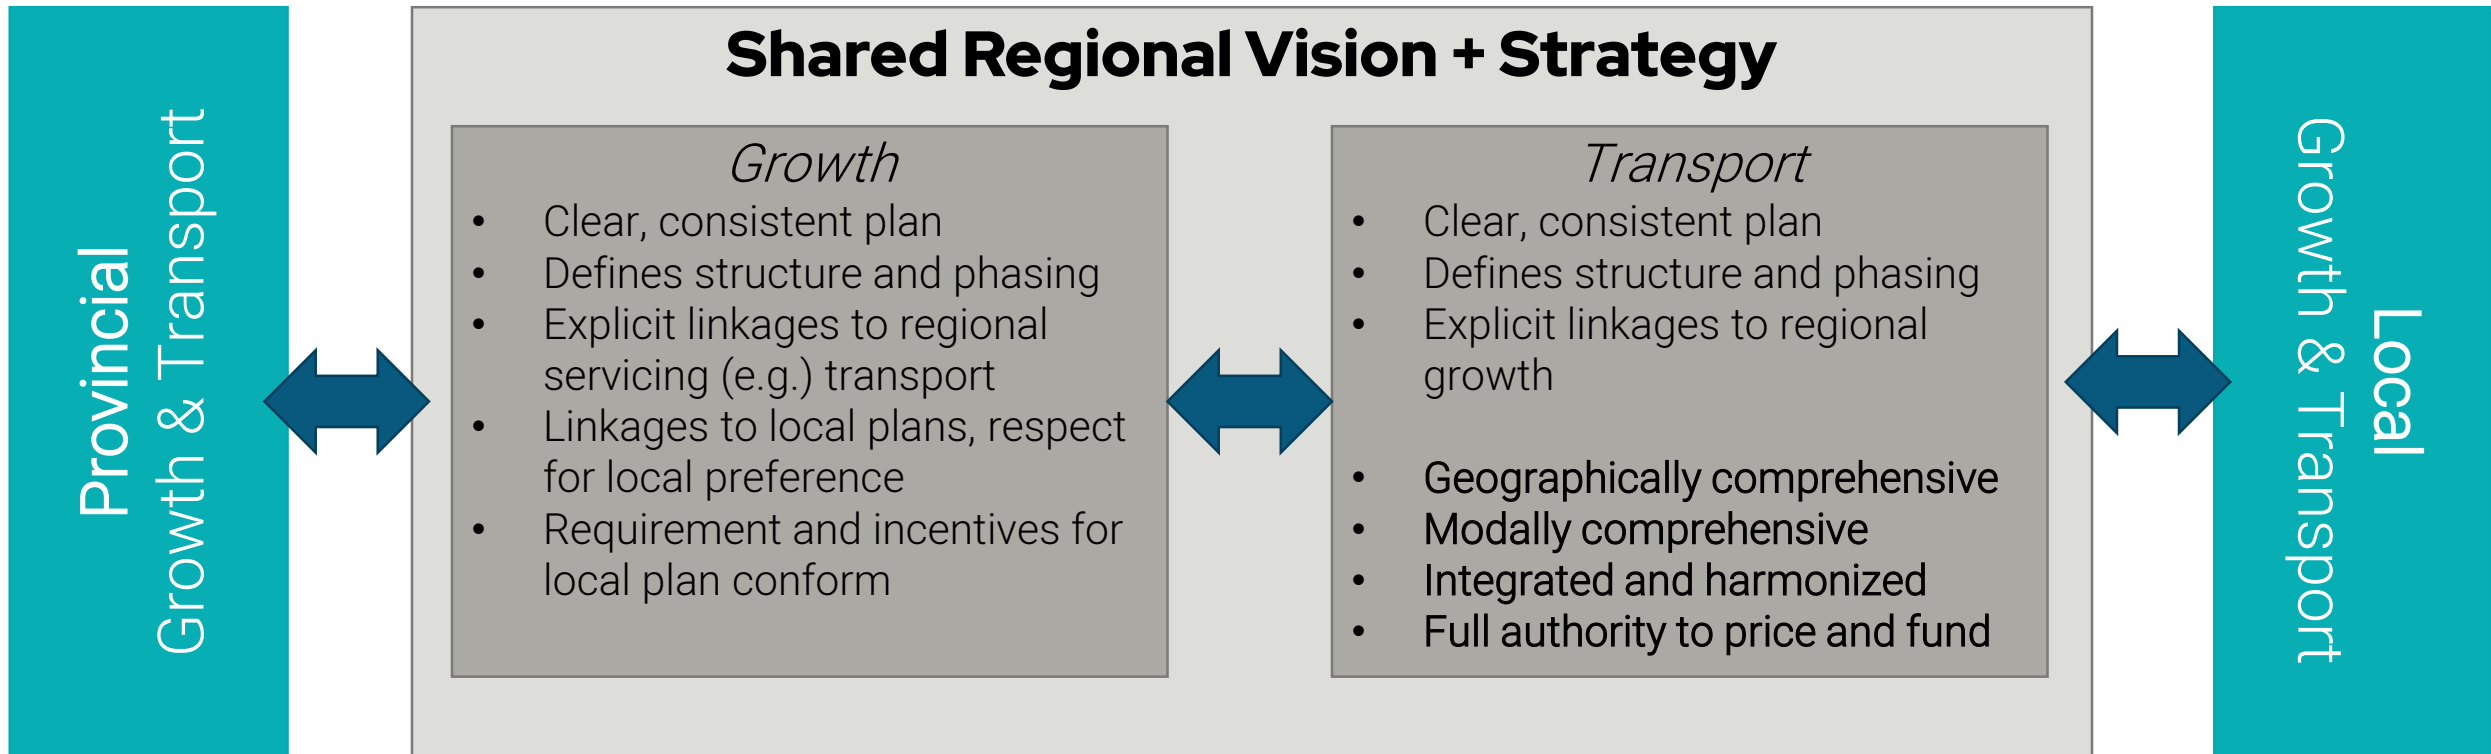 Provincial
Growth & Transport
Shared Regional Vision + Strategy
Growth
• Clear, consistent plan
• Defines structure and phasing
• Explicit linkages to regional
servicing (e.g.) transport
• Linkages to local plans, respect
for local preference
• Requirement and incentives for
local plan conform
Transport
• Clear, consistent plan
• Defines structure and phasing
• Explicit linkages to regional
growth
• Geographically comprehensive
• Modally comprehensive
• Integrated and harmonized
• Full authority to price and fund
Local
Growth & Transport